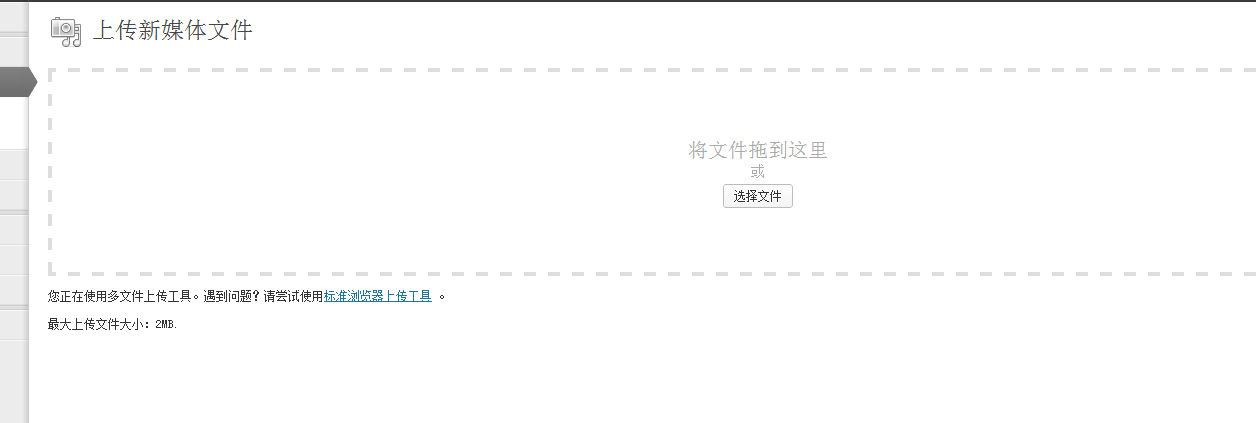 上传新媒体文件
将文件拖到这里
或
选择文件
您正在使用多文件上传工具。遇到问题？请尝试使用标准浏览器上传工具 。
最大上传文件大小：2MB.